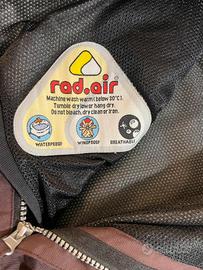 rad.air
Machine wash warm (below 30°C).
Tumble dry low or hang dry.
Do not bleach, dry clean or iron.
WATERPROOF WINDPROOF BREATHABLE